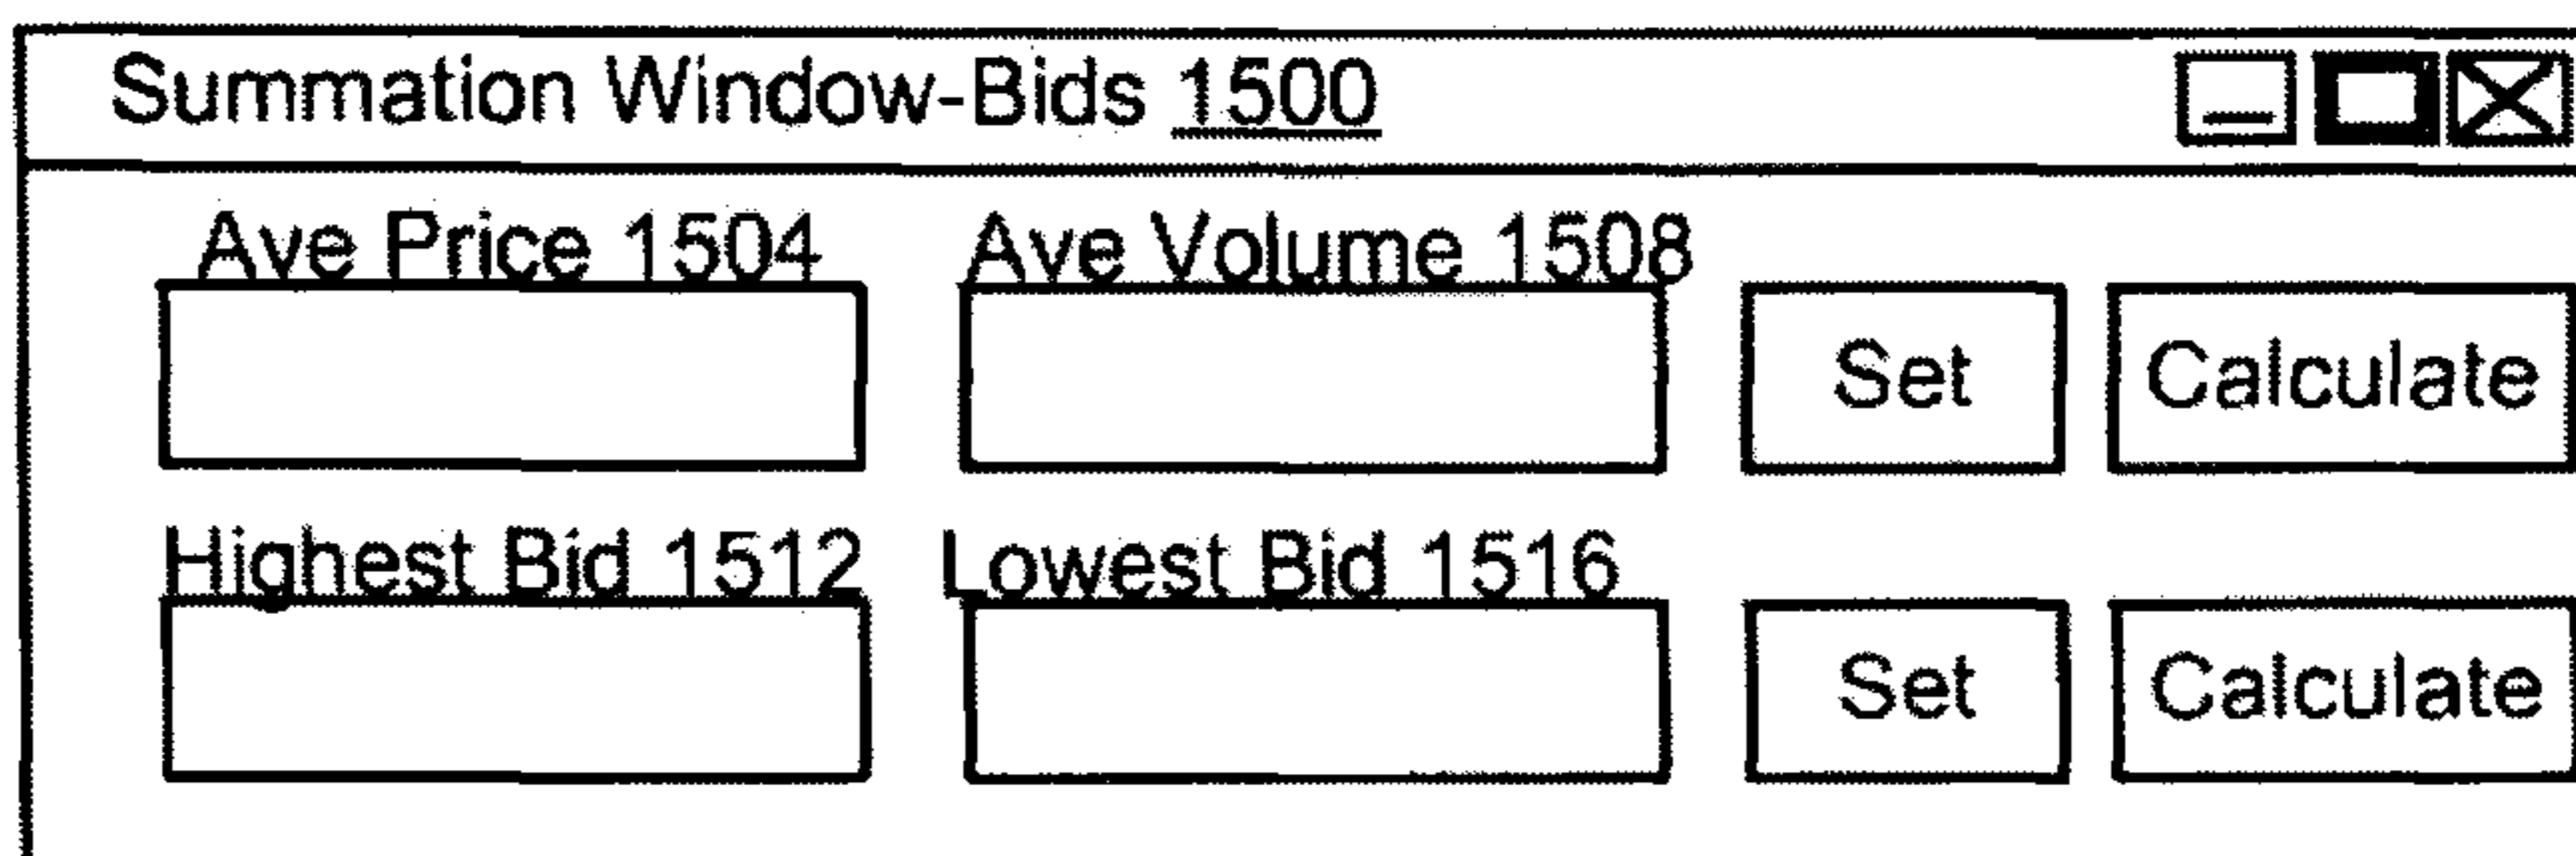 Summation Window-Bids 1500
Ave Price 1504 Ave Volume 1508
Set Calculate
Highest Bid 1512 Lowest Bid 1516
Set Calculate